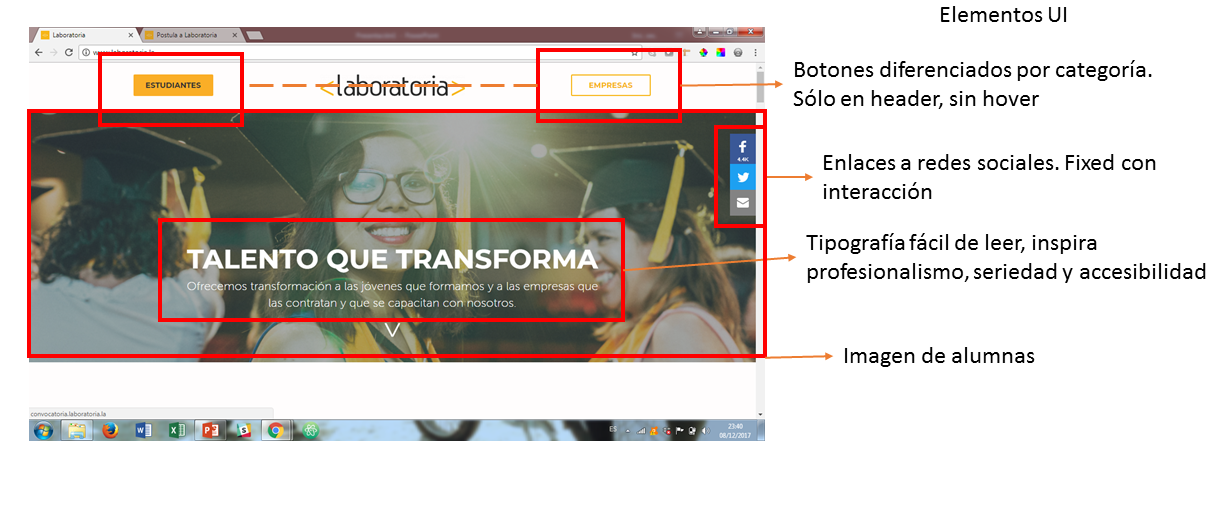 Elementos UI
Laboratoria
Postula a Laboratoria
www.laboratoria.la
ESTUDIANTES
<laboratoria>
EMPRESAS
Botones diferenciados por categoría.
Sólo en header, sin hover
4.4K
Enlaces a redes sociales. Fixed con
interacción
TALENTO QUE TRANSFORMA
Ofrecemos transformación a las jóvenes que formamos y a las empresas que
las contratan y que se capacitan con nosotros.
Tipografía fácil de leer, inspira
profesionalismo, seriedad y accesibilidad
Imagen de alumnas
convocatoria.laboratoria.la
ES
23:40
08/12/2017